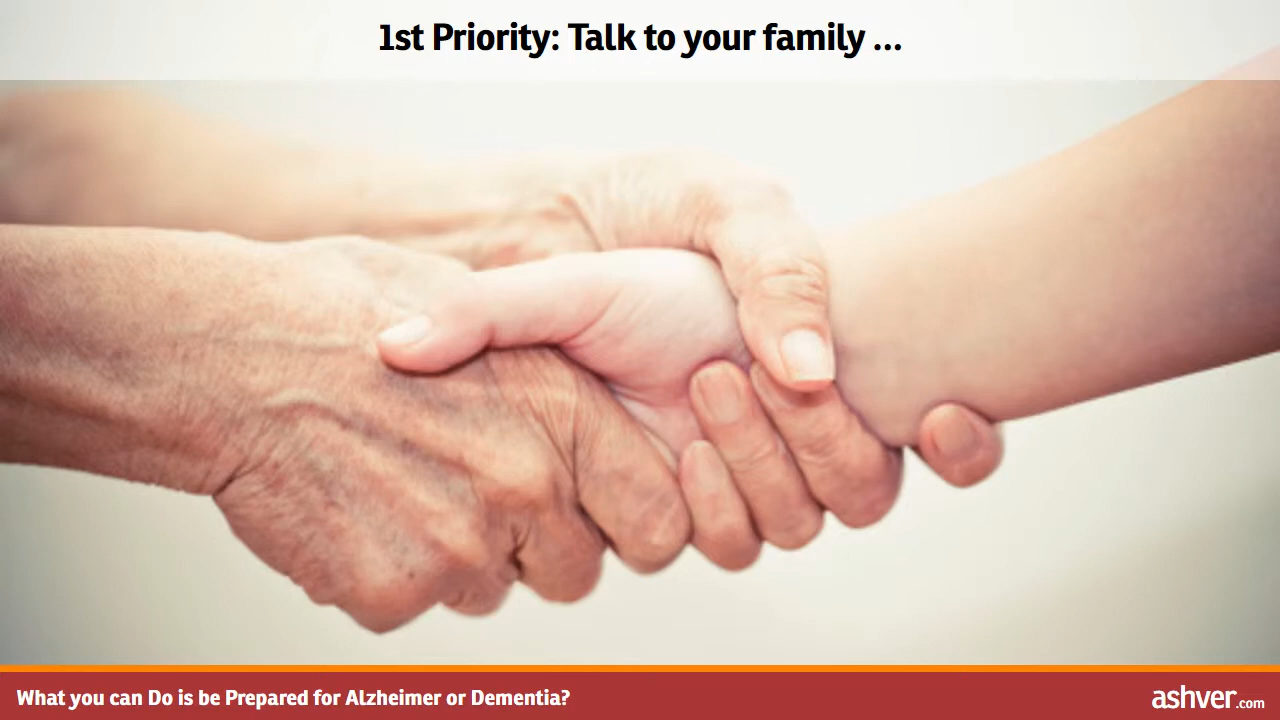 1st Priority: Talk to your family ...
What you can Do is be Prepared for Alzheimer or Dementia?
ashver.com